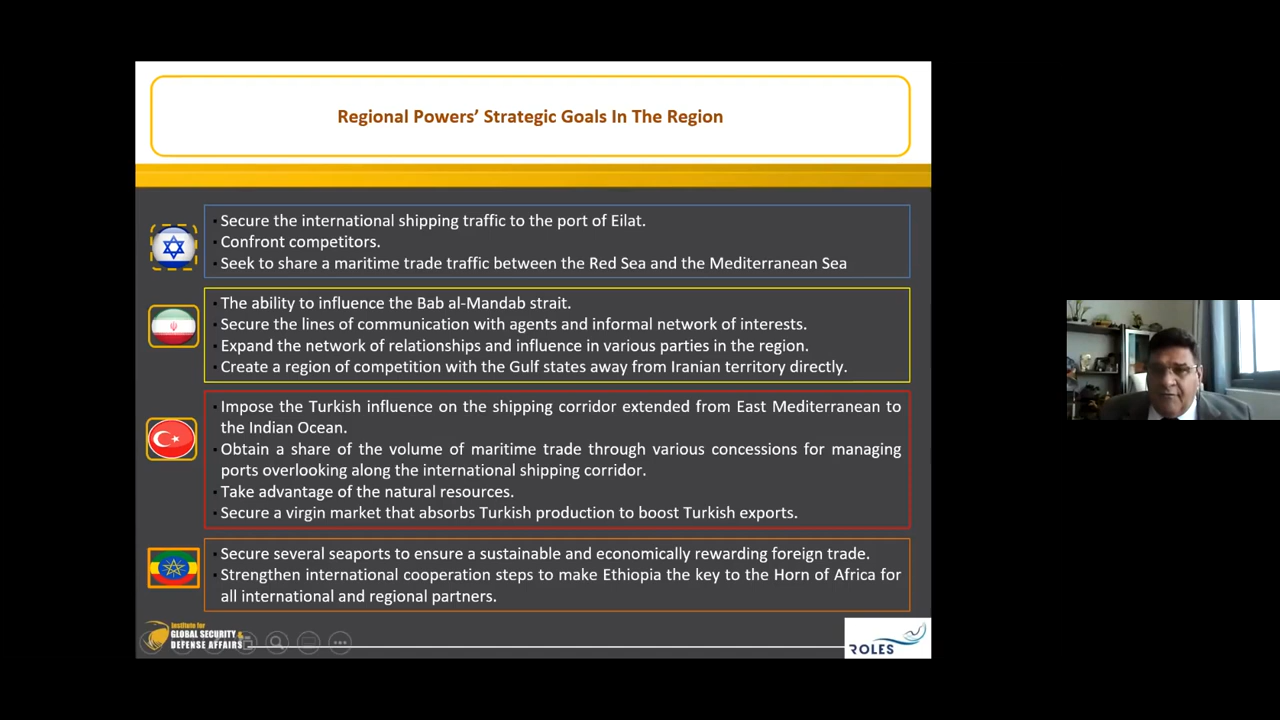 Regional Powers' Strategic Goals In The Region
▪ Secure the international shipping traffic to the port of Eilat.
▪ Confront competitors.
▪ Seek to share a maritime trade traffic between the Red Sea and the Mediterranean Sea
▪ The ability to influence the Bab al-Mandab strait.
▪ Secure the lines of communication with agents and informal network of interests.
▪ Expand the network of relationships and influence in various parties in the region.
▪ Create a region of competition with the Gulf states away from Iranian territory directly.
▪ Impose the Turkish influence on the shipping corridor extended from East Mediterranean to
the Indian Ocean.
▪ Obtain a share of the volume of maritime trade through various concessions for managing
ports overlooking along the international shipping corridor.
▪ Take advantage of the natural resources.
▪ Secure a virgin market that absorbs Turkish production to boost Turkish exports.
▪ Secure several seaports to ensure a sustainable and economically rewarding foreign trade.
▪ Strengthen international cooperation steps to make Ethiopia the key to the Horn of Africa for
all international and regional partners.
Institute for
GLOBAL SECURITY &
DEFENSE AFFAIRS
ROLES